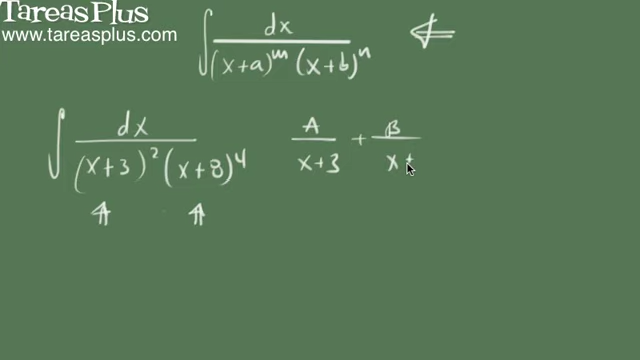 TareasPlus
www.tareasplus.com
∫ dx / (x+a)^m (x+b)^n ⇐
∫ dx / (x+3)^2 (x+8)^4    A / x+3 + B / x+